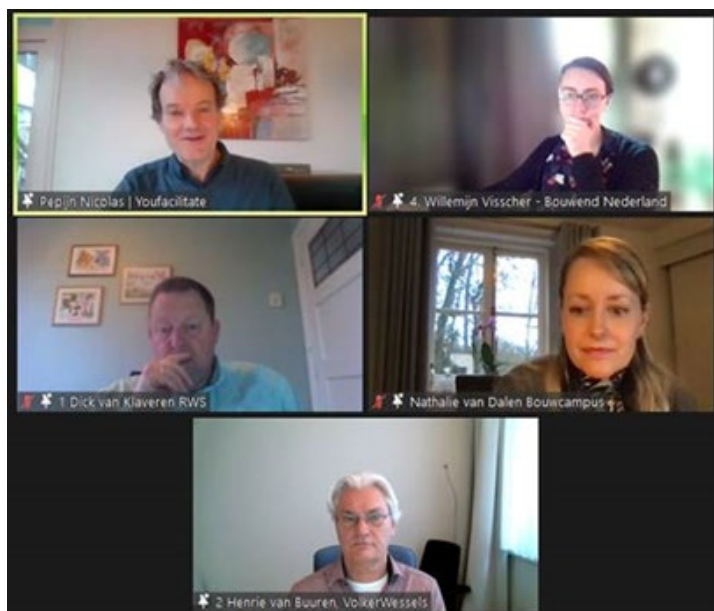 Pepijn Nicolas | Youfacilitate
4. Willemijn Visscher - Bouwend Nederland
1 Dick van Klaveren RWS
Nathalie van Dalen Bouwcampus
2 Henrie van Buuren, VolkerWessels